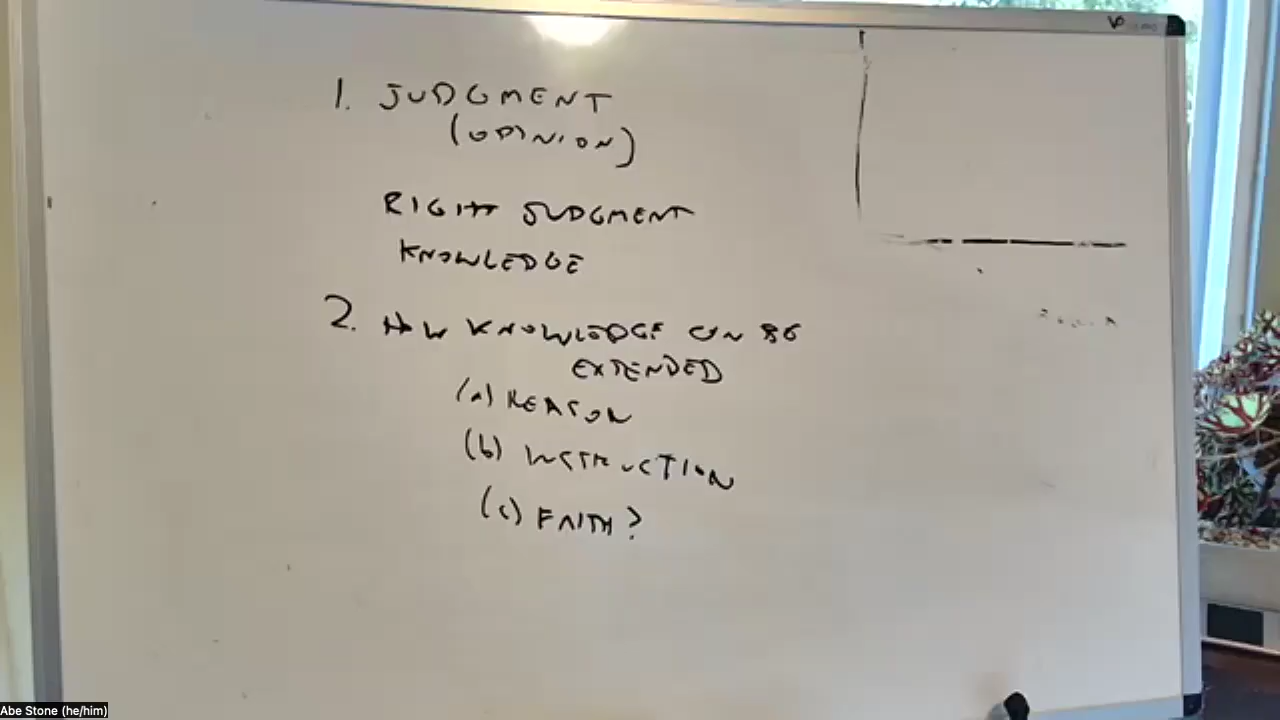 1. JUDGMENT
(OPINION)
RIGHT JUDGMENT
KNOWLEDGE
2. HOW KNOWLEDGE CAN BE
EXTENDED
(a) REASON
(b) INSTRUCTION
(c) FAITH?
Abe Stone (he/him)